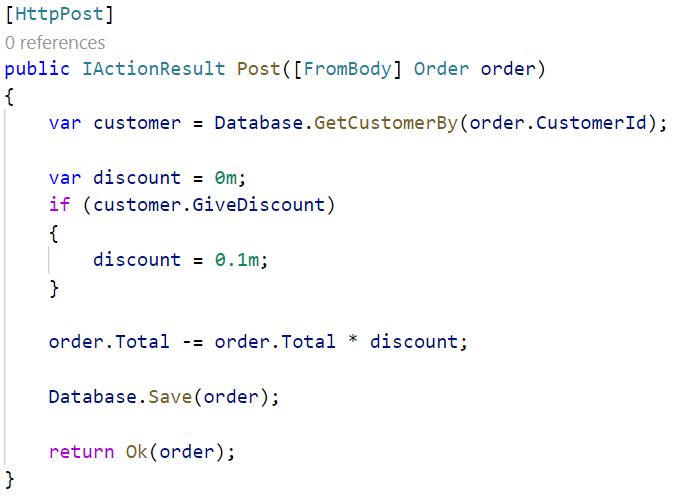 [HttpPost]
0 references
public IActionResult Post([FromBody] Order order)
{
    var customer = Database.GetCustomerBy(order.CustomerId);

    var discount = 0m;
    if (customer.GiveDiscount)
    {
        discount = 0.1m;
    }

    order.Total -= order.Total * discount;

    Database.Save(order);

    return Ok(order);
}